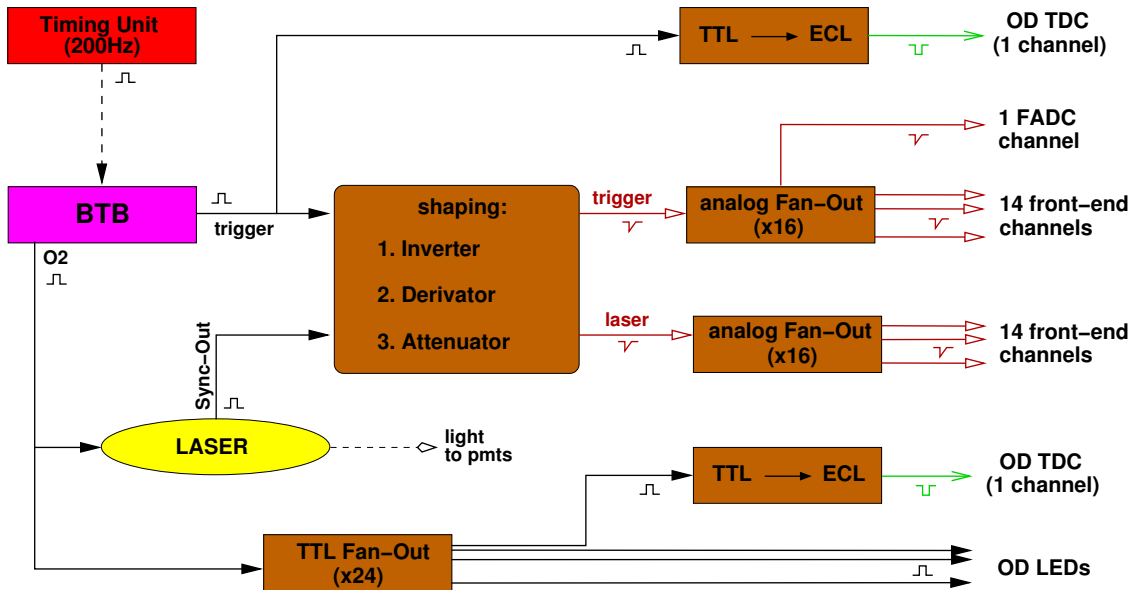 Timing Unit
(200Hz)
TTL → ECL
OD TDC
(1 channel)
1 FADC
channel
BTB
trigger
shaping:
1. Inverter
2. Derivator
3. Attenuator
trigger
analog Fan−Out
(x16)
14 front−end
channels
O2
laser
analog Fan−Out
(x16)
14 front−end
channels
Sync−Out
LASER
light
to pmts
TTL → ECL
OD TDC
(1 channel)
TTL Fan−Out
(x24)
OD LEDs